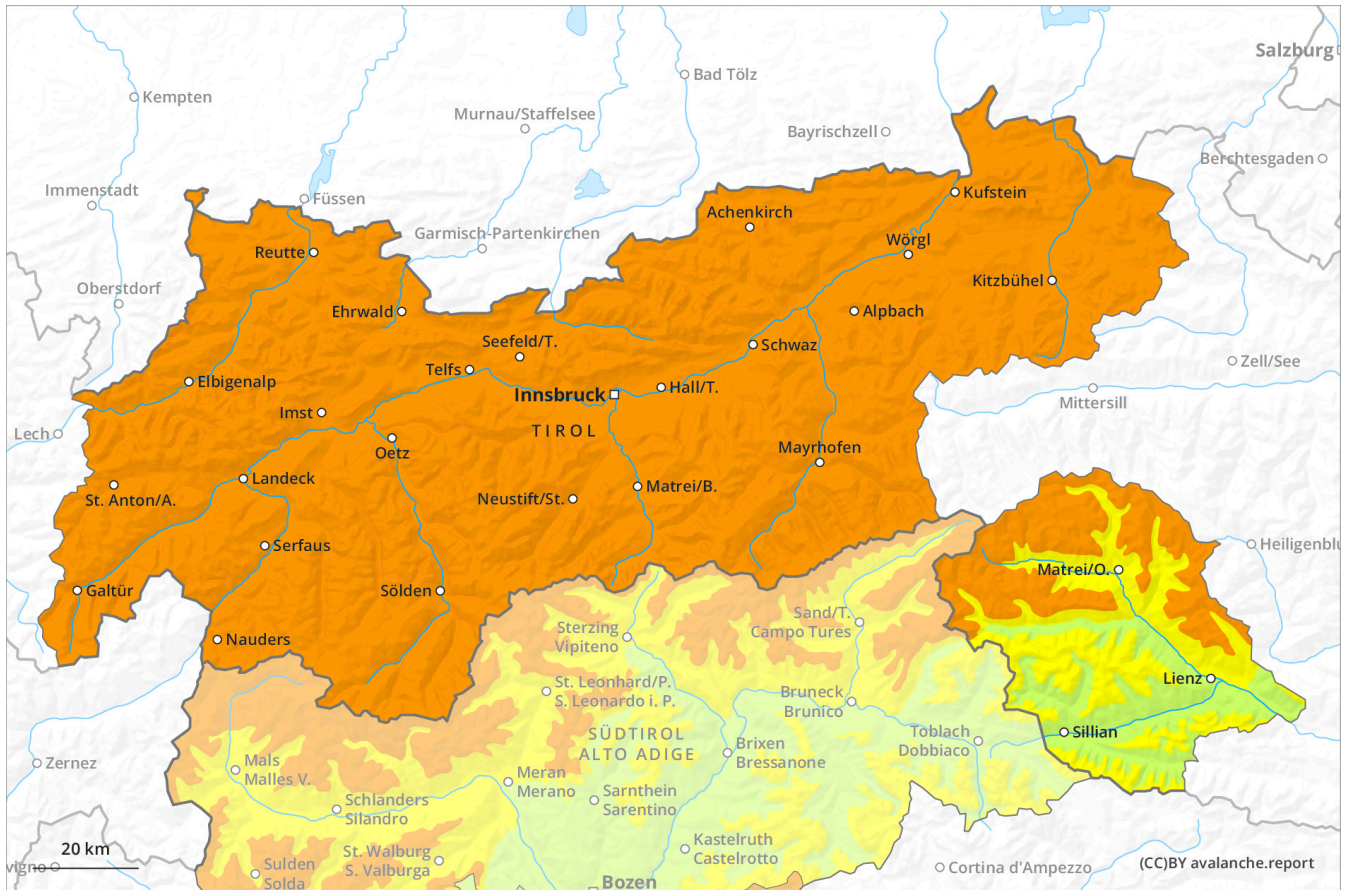 Salzburg
Bad Tölz
Kempten
Murnau/Staffelsee
Bayrischzell
Berchtesgaden
Immenstadt
Füssen
Kufstein
Achenkirch
Garmisch-Partenkirchen
Wörgl
Reutte
Kitzbühel
Oberstdorf
Ehrwald
Alpbach
Seefeld/T.
Schwaz
Zell/See
Telfs
Elbigenalp
Hall/T.
Innsbruck
Mittersill
Imst
TIROL
Lech
Oetz
Mayrhofen
Landeck
Matrei/B.
St. Anton/A.
Neustift/St.
Serfaus
Heiligenblu
Matrei/O.
Galtür
Sölden
Sand/T.
Campo Tures
Sterzing
Vipiteno
Nauders
Lienz
St. Leonhard/P.
S. Leonardo i. P.
Bruneck
Brunico
SÜDTIROL
ALTO ADIGE
Toblach
Dobbiaco
Sillian
Brixen
Bressanone
Zernez
Mals
Malles V.
Meran
Merano
Sarnthein
Sarentino
Schlanders
Silandro
Kastelruth
Castelrotto
20 km
St. Walburg
S. Valburga
vigno
Sulden
Solda
Cortina d'Ampezzo
(CC)BY avalanche.report
Bozen